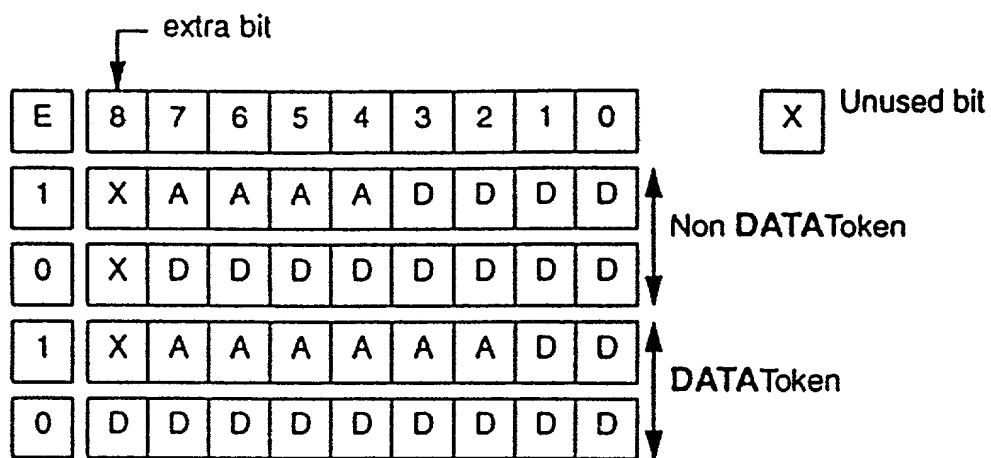 extra bit
E 8 7 6 5 4 3 2 1 0 X Unused bit
1 X A A A A D D D D
Non DATAToken
0 X D D D D D D D D
1 X A A A A A A D D
DATAToken
0 D D D D D D D D D